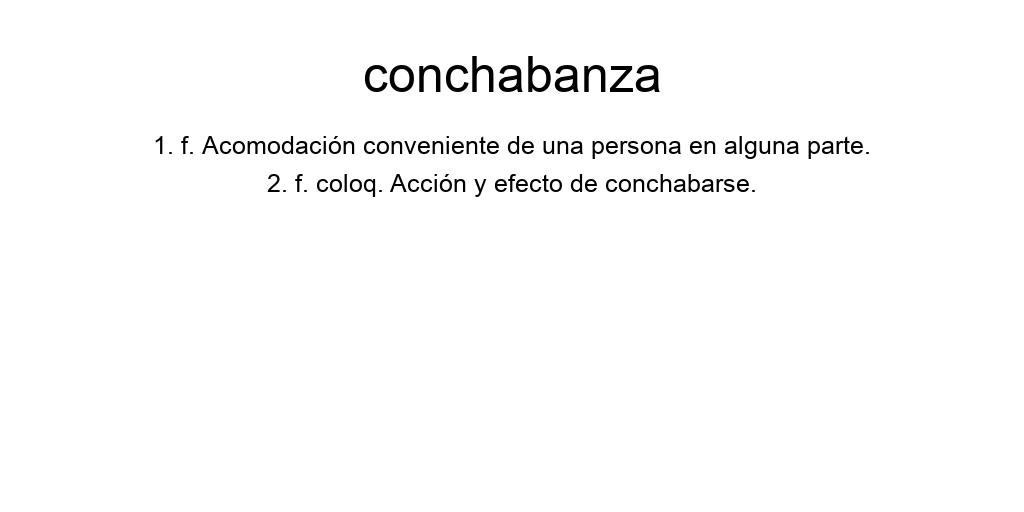 conchabanza
1. f. Acomodación conveniente de una persona en alguna parte.
2. f. coloq. Acción y efecto de conchabarse.